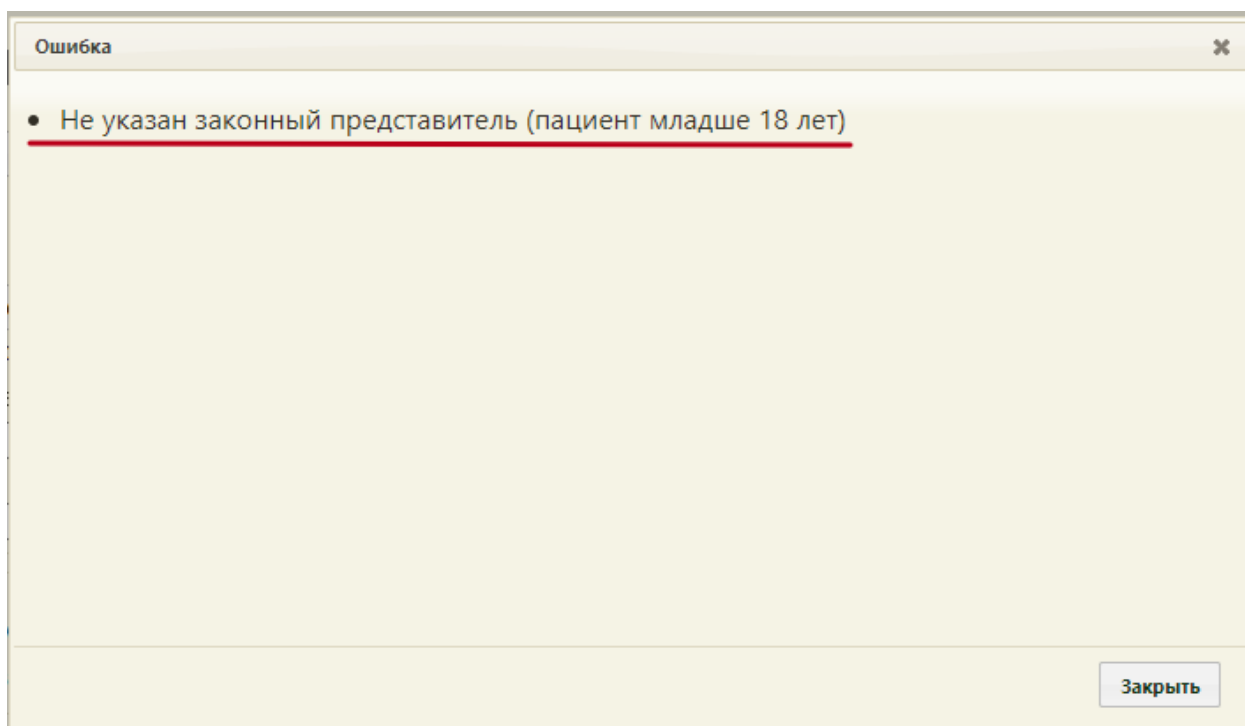 Ошибка
Не указан законный представитель (пациент младше 18 лет)
Закрыть